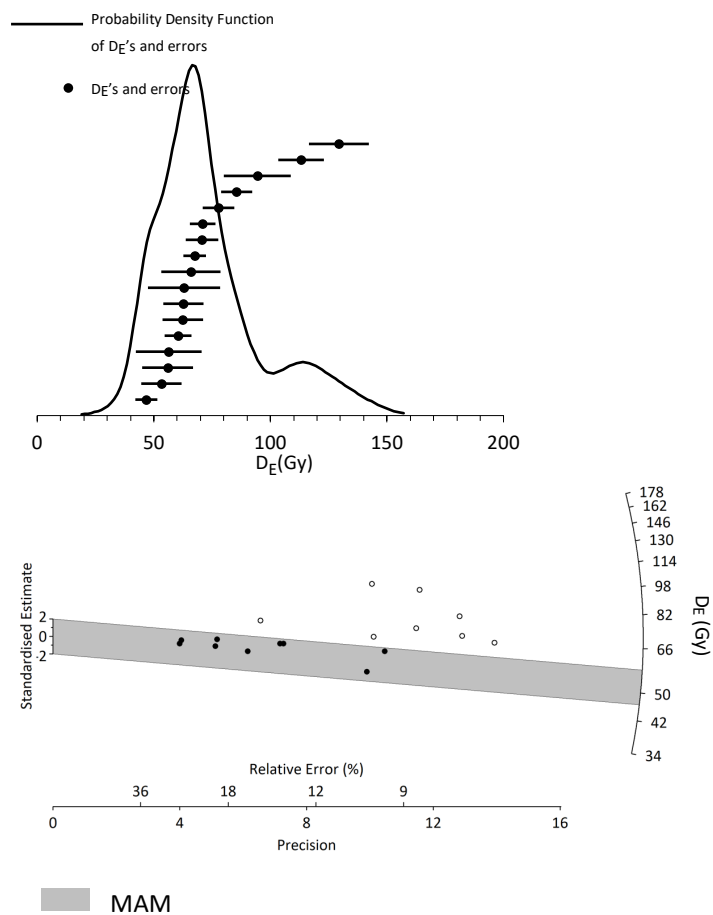 Probability Density Function
of DE's and errors
DE's and errors
0 50 100 150 200
DE(Gy)
178
162
146
130
114
98
82
66
50
42
34
DE (Gy)
Standardised Estimate
2
0
-2
Relative Error (%)
36 18 12 9
0 4 8 12 16
Precision
MAM